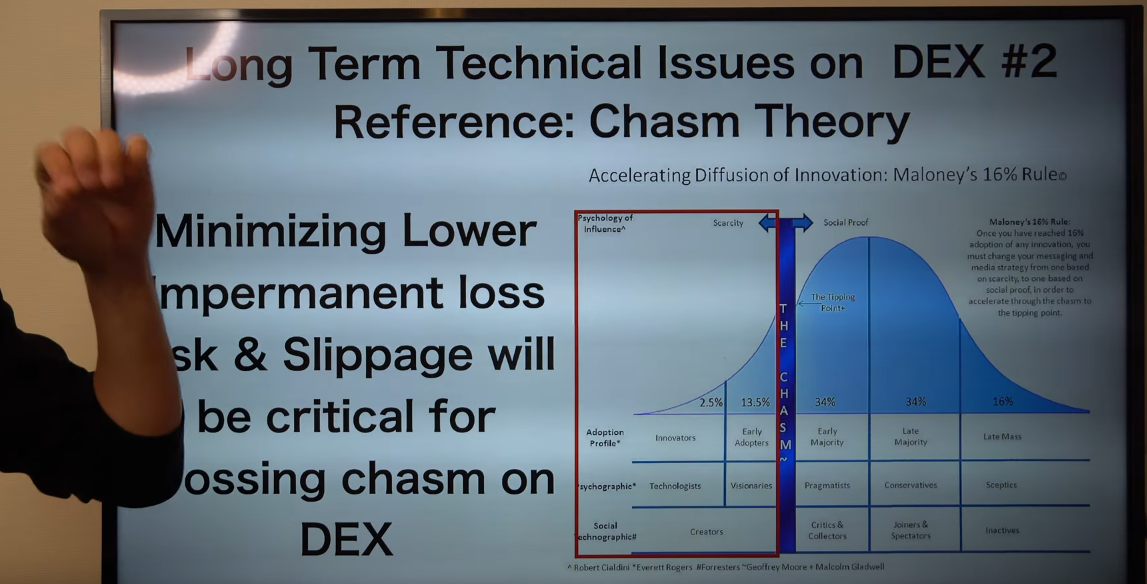 Long Term Technical Issues on DEX #2
Reference: Chasm Theory
Accelerating Diffusion of Innovation: Maloney's 16% Rule©
Minimizing Lower
Impermanent loss
sk & Slippage will
be critical for
ossing chasm on
DEX
Psychology of
Influence^
Scarcity
Social Proof
Maloney's 16% Rule:
Once you have reached 16%
adoption of any innovation, you
must change your messaging and
media strategy from one based
on scarcity, to one based on
social proof, in order to
accelerate through the chasm to
the tipping point.
The Tipping
Point+
THE CHASM~
2.5% 13.5% 34% 34% 16%
Adoption
Profile*
Innovators
Early
Adopters
Early
Majority
Late
Majority
Late Mass
Psychographic* Technologists Visionaries Pragmatists Conservatives Sceptics
Social
Technographic#
Creators
Critics &
Collectors
Joiners &
Spectators
Inactives
^ Robert Cialdini *Everett Rogers #Forresters ~Geoffrey Moore + Malcolm Gladwell